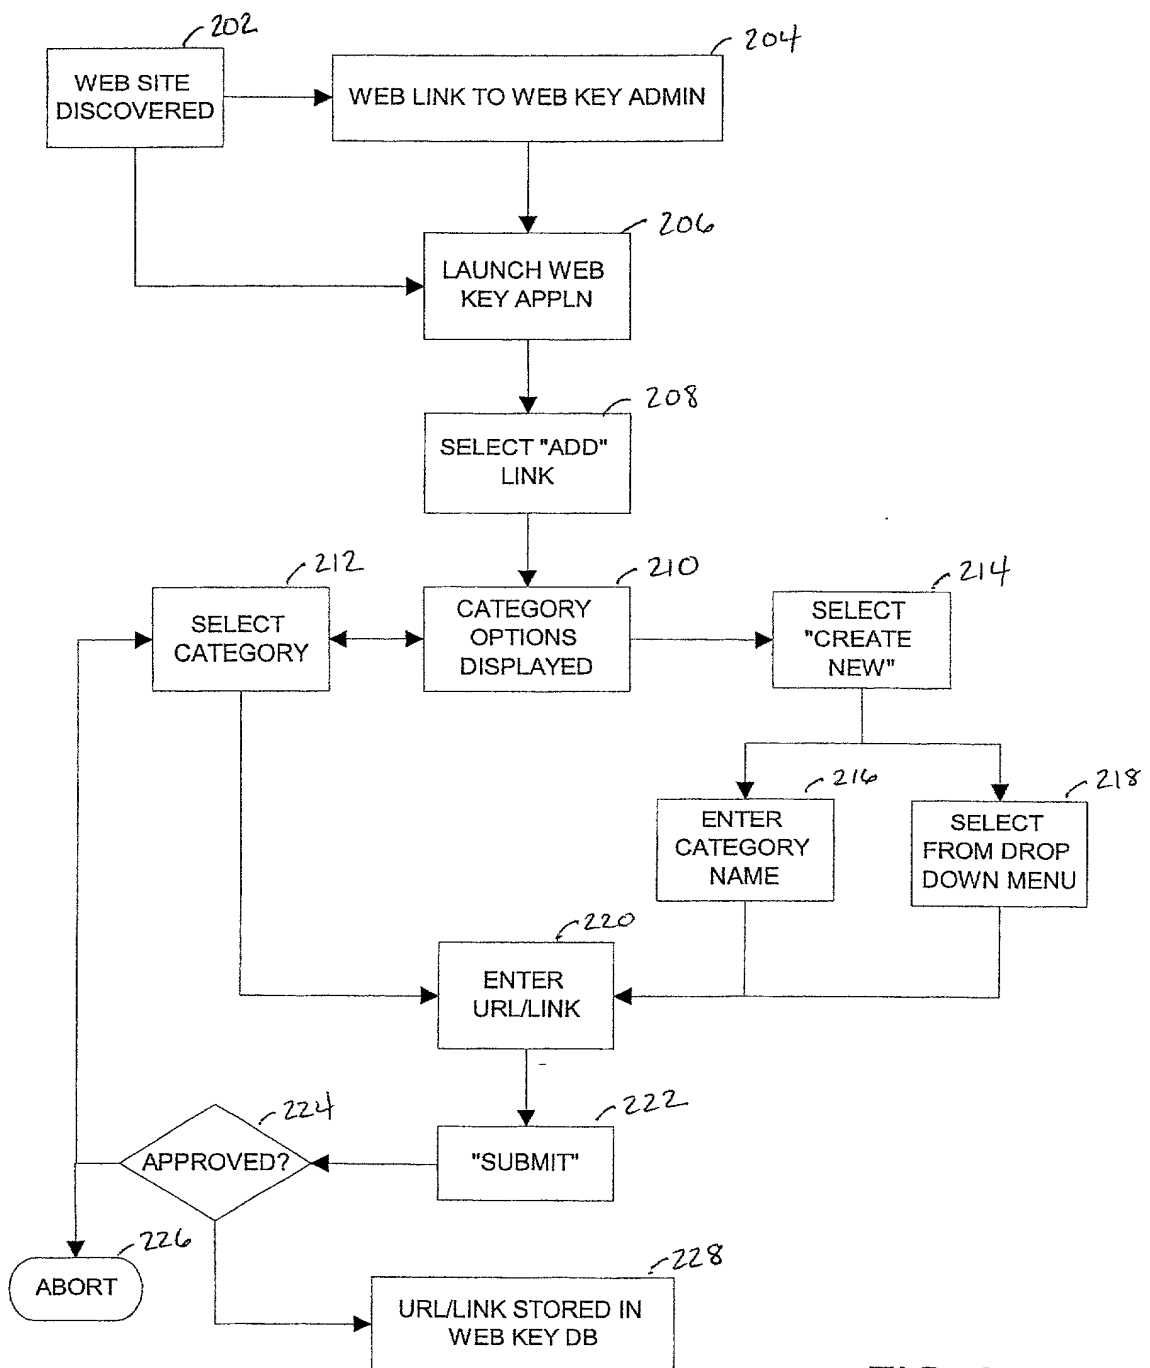 202
WEB SITE
DISCOVERED
204
WEB LINK TO WEB KEY ADMIN
206
LAUNCH WEB
KEY APPLN
208
SELECT "ADD"
LINK
212
SELECT
CATEGORY
210
CATEGORY
OPTIONS
DISPLAYED
214
SELECT
"CREATE
NEW"
216
ENTER
CATEGORY
NAME
218
SELECT
FROM DROP
DOWN MENU
220
ENTER
URL/LINK
222
"SUBMIT"
224
APPROVED?
226
ABORT
228
URL/LINK STORED IN
WEB KEY DB